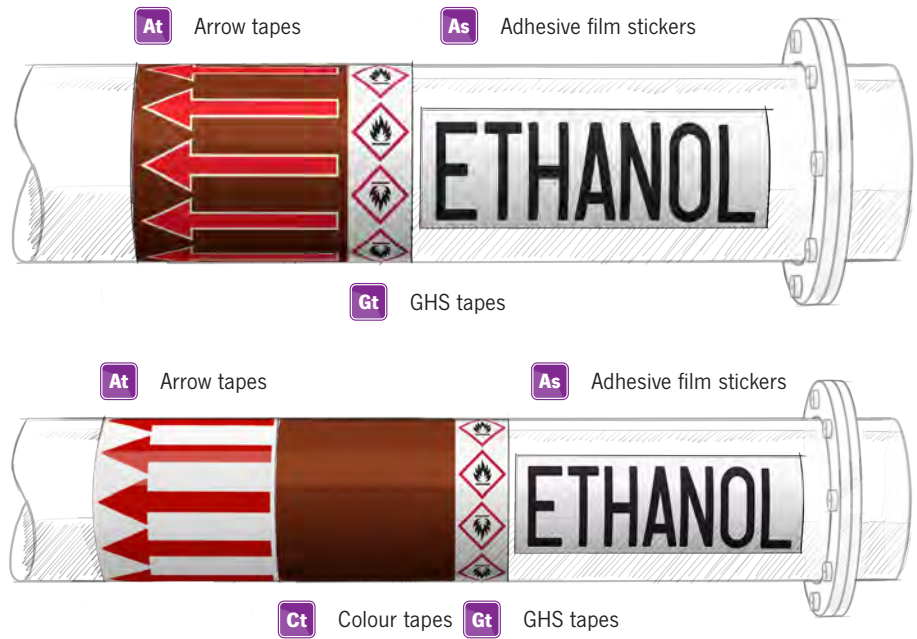 At Arrow tapes
As Adhesive film stickers
ETHANOL
Gt GHS tapes
At Arrow tapes
As Adhesive film stickers
ETHANOL
Ct Colour tapes Gt GHS tapes